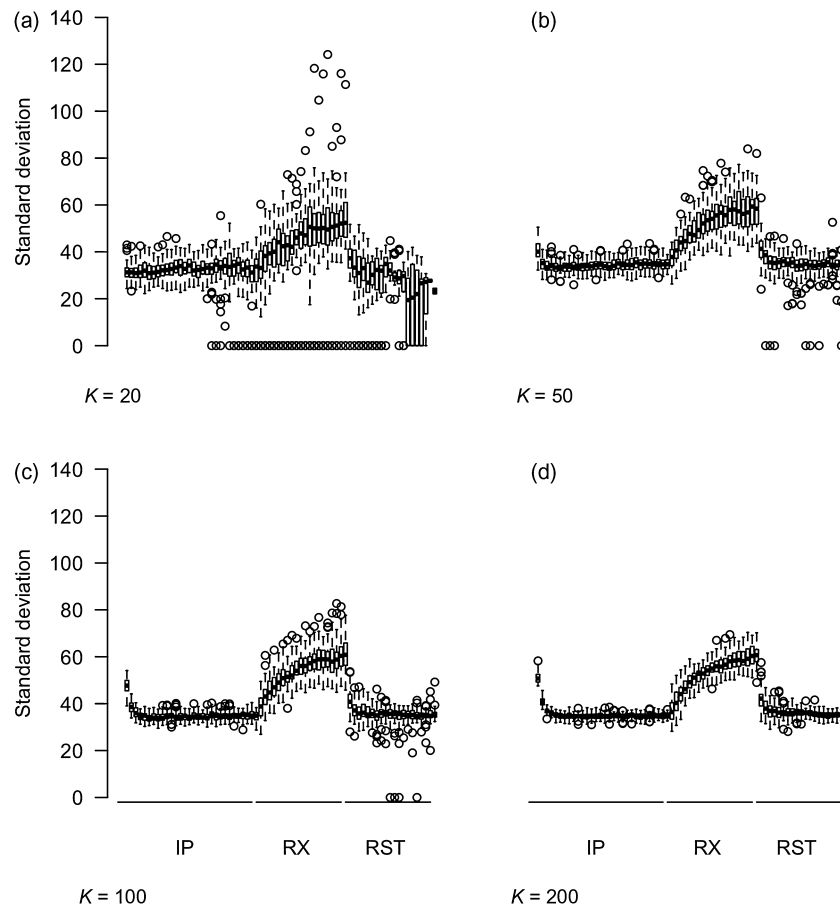 (a)
140
120
100
80
60
40
20
0
Standard deviation
K = 20
(b)
K = 50
(c)
140
120
100
80
60
40
20
0
Standard deviation
IP
RX
RST
K = 100
(d)
IP
RX
RST
K = 200